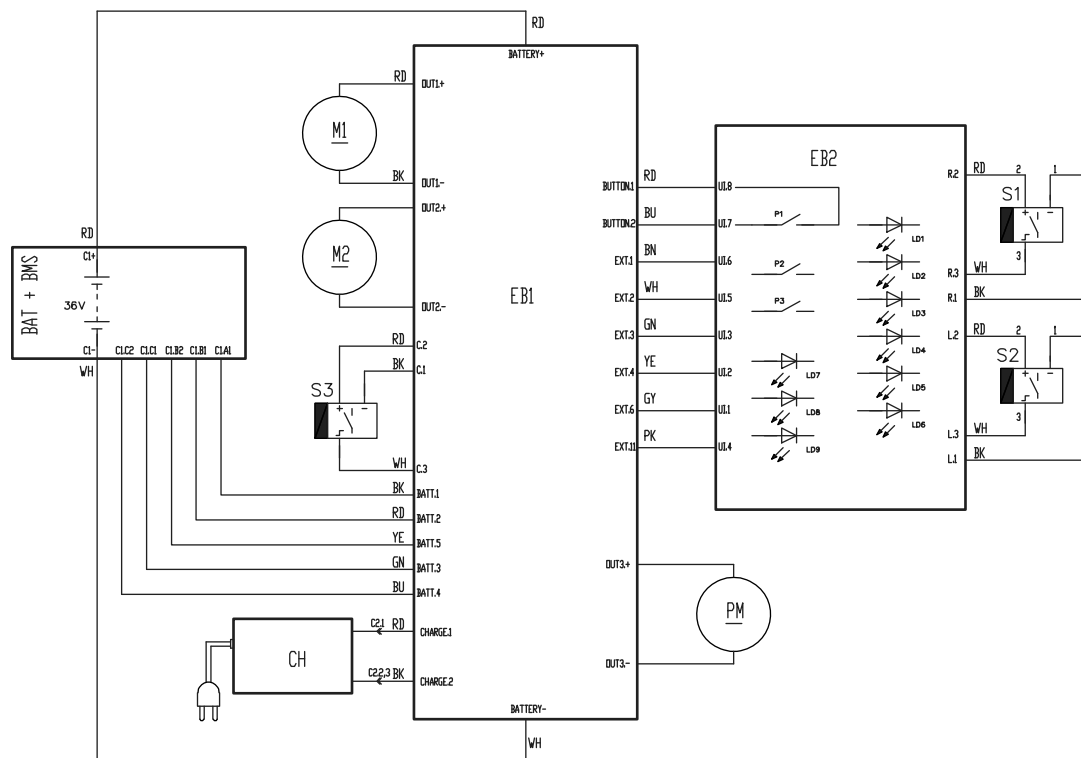 RD
BATTERY+
RD
OUT1.+
M1
BK
OUT1.-
OUT2.+
M2
OUT2.-
EB1
RD
C1+
BAT + BMS
36V
C1-
WH
C1.C2
C1.C1
C1.B2
C1.B1
C1.A1
RD
C.2
BK
C.1
S3
+
-
WH
C.3
BK
BATT.1
RD
BATT.2
YE
BATT.5
GN
BATT.3
BU
BATT.4
CH
C2.1
RD
CHARGE.1
C2.2,3
BK
CHARGE.2
BATTERY-
WH
BUTTON.1
RD
UI.8
BUTTON.2
BU
UI.7
EXT.1
BN
UI.6
EXT.2
WH
UI.5
EXT.3
GN
UI.3
EXT.4
YE
UI.2
EXT.6
GY
UI.1
EXT.11
PK
UI.4
EB2
P1
P2
P3
LD1
LD2
LD3
LD4
LD5
LD6
LD7
LD8
LD9
R.2
RD
2
1
S1
+
-
3
R.3
WH
R.1
BK
L.2
RD
2
1
S2
+
-
3
L.3
WH
L.1
BK
OUT3.+
PM
OUT3.-